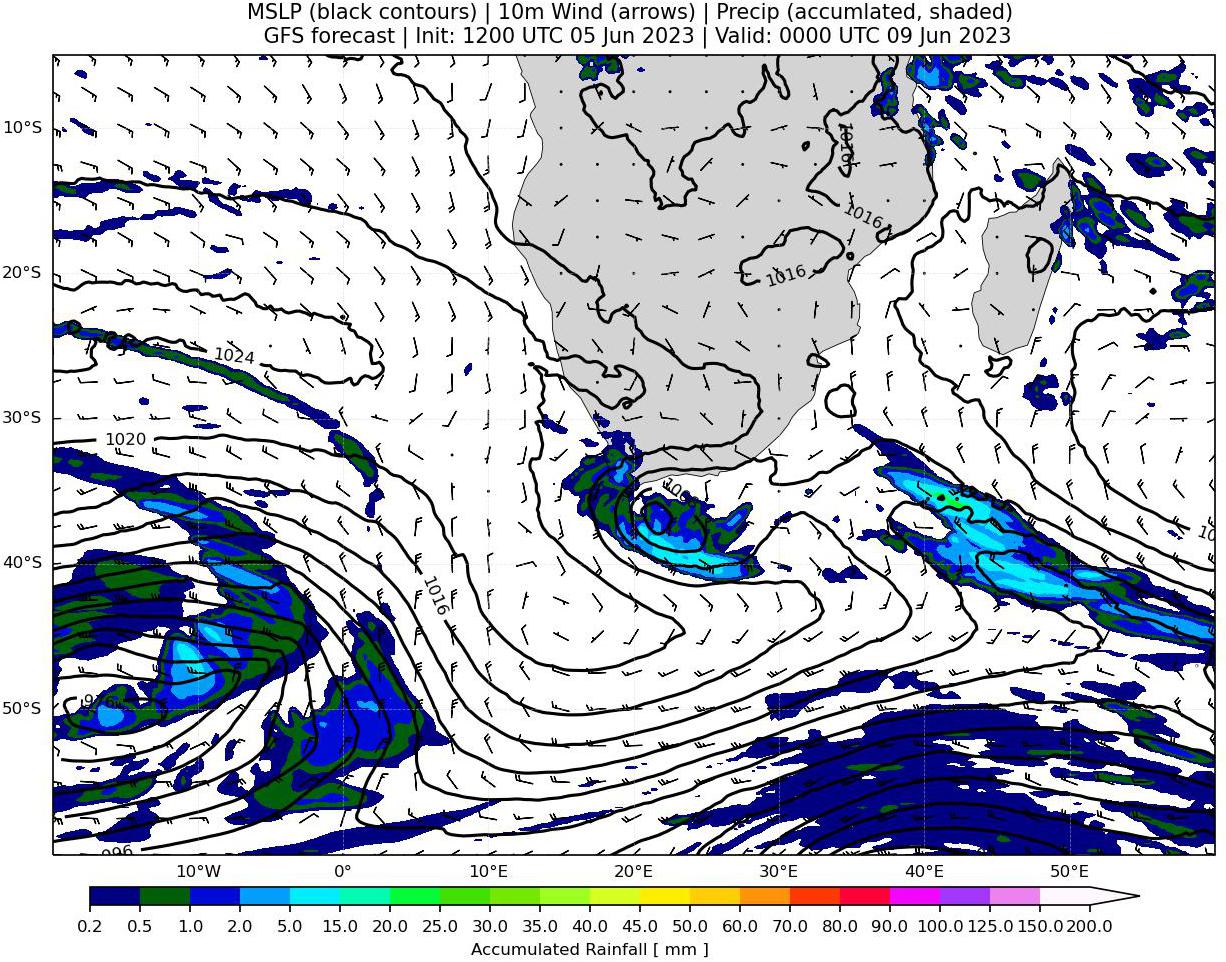 MSLP (black contours) | 10m Wind (arrows) | Precip (accumlated, shaded)
GFS forecast | Init: 1200 UTC 05 Jun 2023 | Valid: 0000 UTC 09 Jun 2023
10°S
1016
1016
20°S
1016
1024
30°S
1020
40°S
1016
976
50°S
996
10°W 0° 10°E 20°E 30°E 40°E 50°E
0.2 0.5 1.0 2.0 5.0 15.0 20.0 25.0 30.0 35.0 40.0 45.0 50.0 60.0 70.0 80.0 90.0 100.0 125.0 150.0 200.0
Accumulated Rainfall [ mm ]